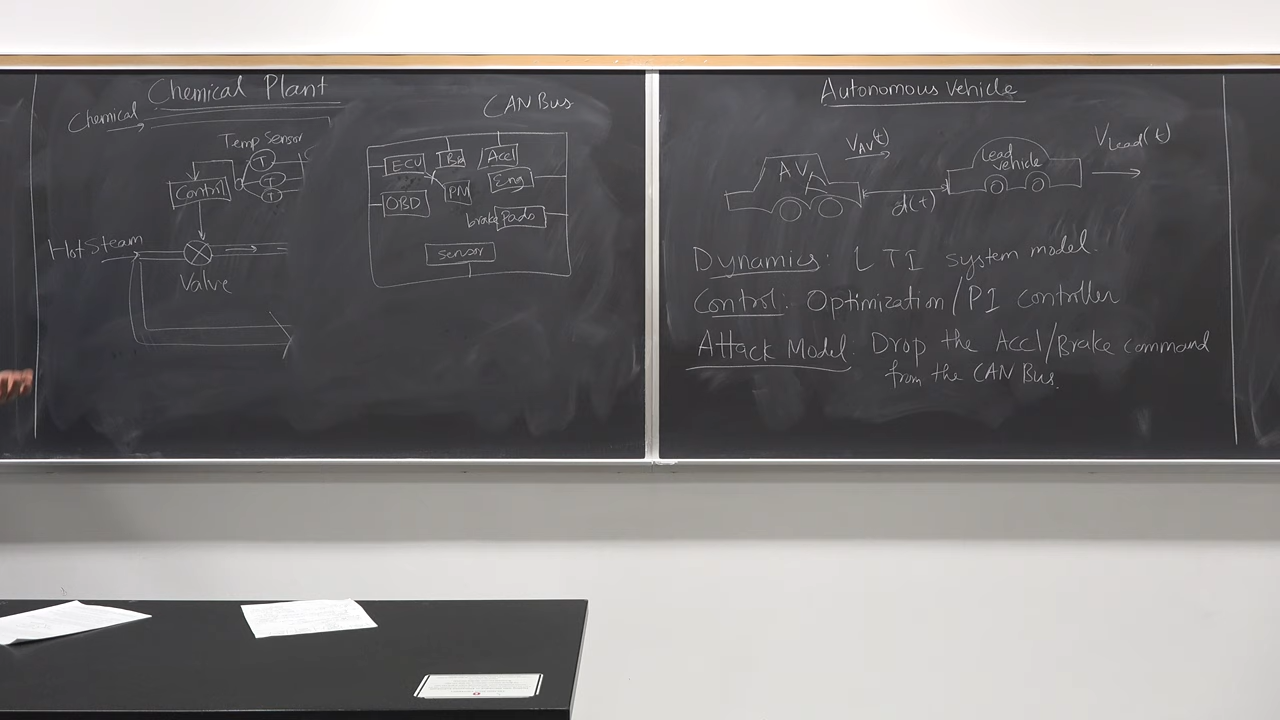 Chemical Plant
Chemical
Temp Sensor
T
T
T
Control
Hot Steam
Valve
CAN Bus
ECU
Accl
Eng
OBD
PM
brake Pads
sensor
Autonomous Vehicle
V_AV(t)
V_Lead(t)
AV
Lead vehicle
d(t)
Dynamics: LTI system model.
Control: Optimization/PI controller
Attack Model: Drop the Accl/Brake command
from the CAN Bus.